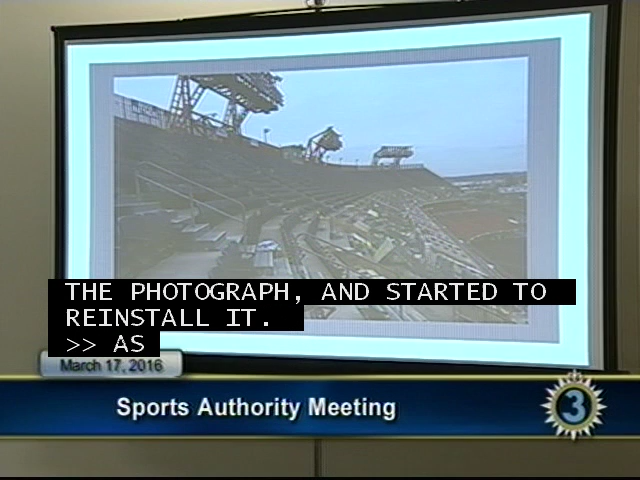 THE PHOTOGRAPH, AND STARTED TO
REINSTALL IT.
>> AS
March 17, 2016
Sports Authority Meeting
3